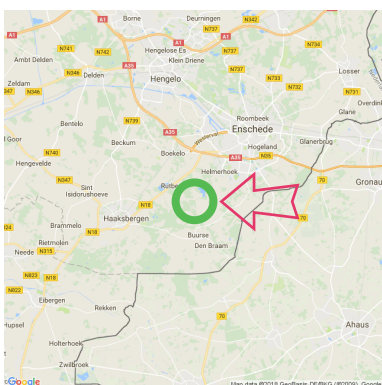 Borne
Deurningen
N342
A1
N737
A1
N741
N742
Hengelose Es
N737
N734
Ambt Delden
A35
Klein Driene
Zeldam
N346
Delden
Hengelo
N733
Losser
N346
N732
N731
Overdink
Roombeek
Glane
Bentelo
N739
A35
Enschede
Goor
Beckum
Hogeland
Glanerbrug
N740
Boekelo
A35
N35
Hengevelde
Helmerhoek
70
N347
Sint Isidorushoeve
Rutbe
Gronau
N18
Haaksbergen
70
Brammelo
N18
Buurse
Rietmolen
Den Braam
Neede
N315
N823
N18
N822
Eibergen
Rekken
70
Hupsel
Ahaus
Holterhoek
70
Zwilbroek
Google
Map data ©2018 GeoBasis-DE/BKG (©2009), Google